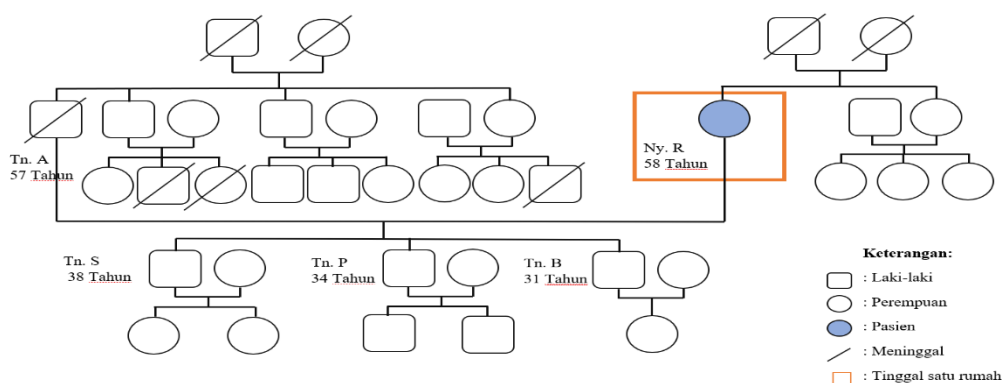 Tn. A
57 Tahun
Ny. R
58 Tahun
Tn. S
38 Tahun
Tn. P
34 Tahun
Tn. B
31 Tahun
Keterangan:
: Laki-laki
: Perempuan
: Pasien
: Meninggal
: Tinggal satu rumah